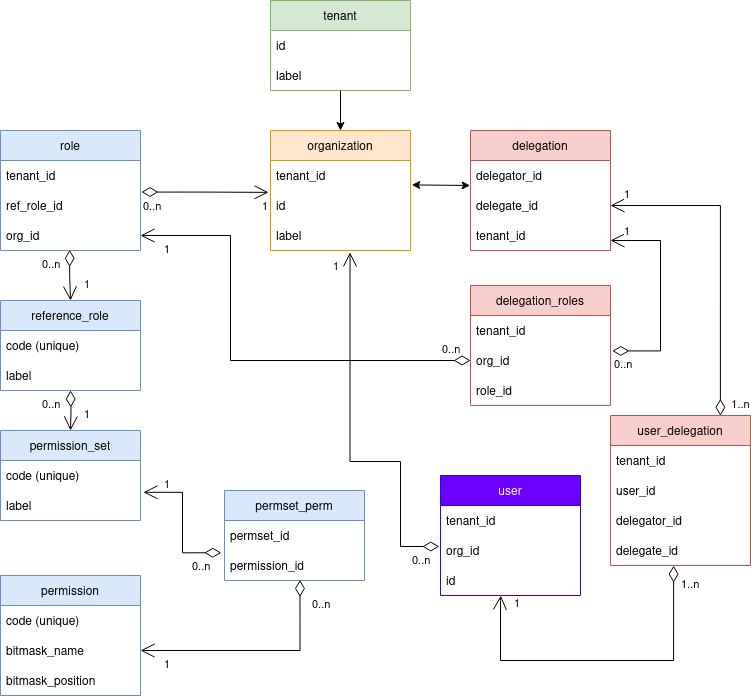 tenant
id
label
role
tenant_id
ref_role_id
org_id
0..n
1
organization
tenant_id
id
label
delegation
delegator_id
delegate_id
tenant_id
1
1
1
0..n
1
1
reference_role
code (unique)
label
delegation_roles
tenant_id
org_id
role_id
0..n
0..n
0..n
1
permission_set
code (unique)
label
1
1..n
user_delegation
tenant_id
user_id
delegator_id
delegate_id
permset_perm
permset_id
permission_id
0..n
user
tenant_id
org_id
id
0..n
permission
code (unique)
bitmask_name
bitmask_position
0..n
1
1
1..n